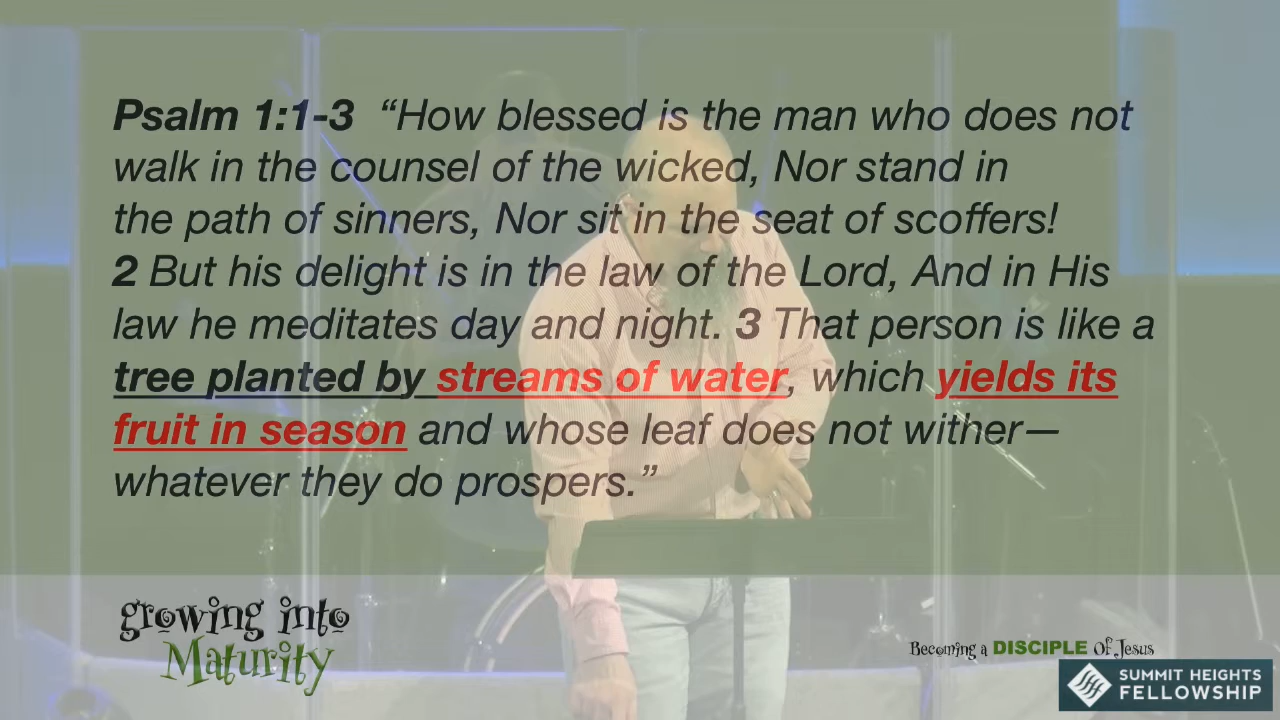 Psalm 1:1-3 “How blessed is the man who does not
walk in the counsel of the wicked, Nor stand in
the path of sinners, Nor sit in the seat of scoffers!
2 But his delight is in the law of the Lord, And in His
law he meditates day and night. 3 That person is like a
tree planted by streams of water, which yields its
fruit in season and whose leaf does not wither—
whatever they do prospers.”
growing into
Maturity
Becoming a DISCIPLE Of Jesus
SUMMIT HEIGHTS
FELLOWSHIP